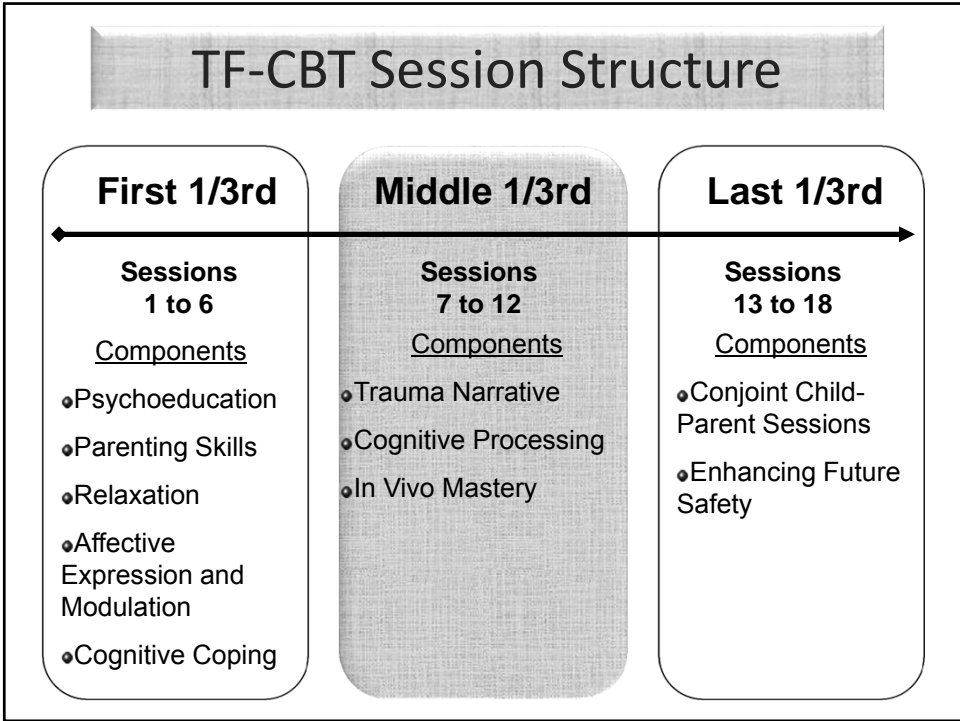 TF-CBT Session Structure
First 1/3rd
Sessions
1 to 6
Components
•Psychoeducation
•Parenting Skills
•Relaxation
•Affective
Expression and
Modulation
•Cognitive Coping
Middle 1/3rd
Sessions
7 to 12
Components
•Trauma Narrative
•Cognitive Processing
•In Vivo Mastery
Last 1/3rd
Sessions
13 to 18
Components
•Conjoint Child-
Parent Sessions
•Enhancing Future
Safety